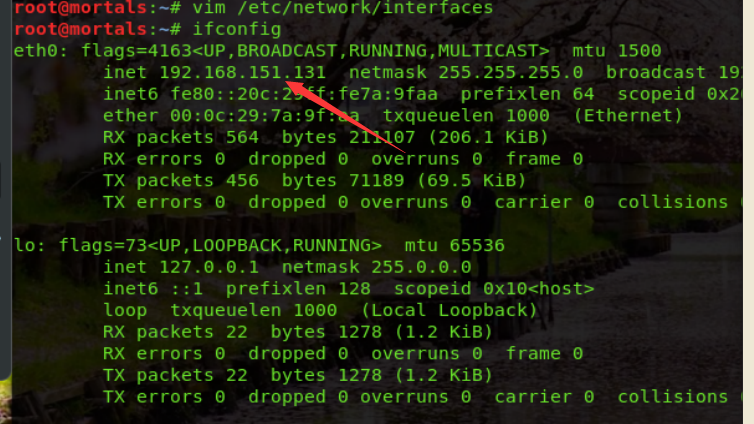 root@mortals:~# vim /etc/network/interfaces
root@mortals:~# ifconfig
eth0: flags=4163<UP,BROADCAST,RUNNING,MULTICAST>  mtu 1500
        inet 192.168.151.131  netmask 255.255.255.0  broadcast 19
        inet6 fe80::20c:29ff:fe7a:9faa  prefixlen 64  scopeid 0x2
        ether 00:0c:29:7a:9f:aa  txqueuelen 1000  (Ethernet)
        RX packets 564  bytes 211107 (206.1 KiB)
        RX errors 0  dropped 0  overruns 0  frame 0
        TX packets 456  bytes 71189 (69.5 KiB)
        TX errors 0  dropped 0  overruns 0  carrier 0  collisions
lo: flags=73<UP,LOOPBACK,RUNNING>  mtu 65536
        inet 127.0.0.1  netmask 255.0.0.0
        inet6 ::1  prefixlen 128  scopeid 0x10<host>
        loop  txqueuelen 1000  (Local Loopback)
        RX packets 22  bytes 1278 (1.2 KiB)
        RX errors 0  dropped 0  overruns 0  frame 0
        TX packets 22  bytes 1278 (1.2 KiB)
        TX errors 0  dropped 0  overruns 0  carrier 0  collisions